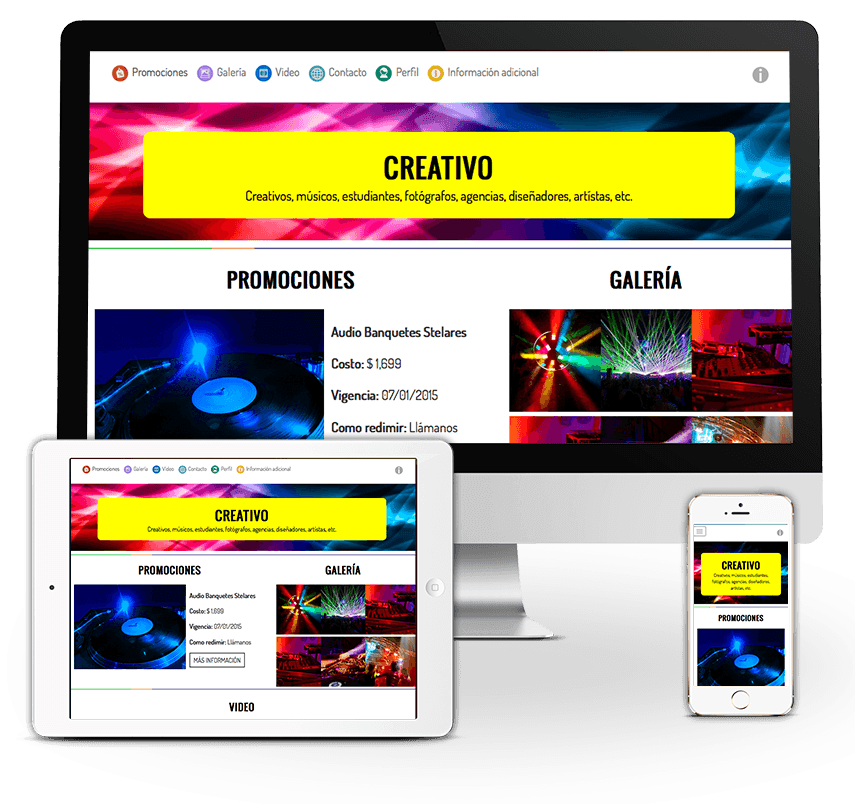 Promociones Galería Video Contacto Perfil Información adicional
CREATIVO
Creativos, músicos, estudiantes, fotógrafos, agencias, diseñadores, artístas, etc.
PROMOCIONES GALERÍA
Audio Banquetes Stelares
Costo: $ 1,699
Vigencia: 07/01/2015
Como redimir: Llámanos
Promociones Galería Video Contacto Perfil Información adicional
CREATIVO
Creativos, músicos, estudiantes, fotógrafos, agencias, diseñadores, artístas, etc.
PROMOCIONES GALERÍA
Audio Banquetes Stelares
Costo: $ 1,699
Vigencia: 07/01/2015
Como redimir: Llámanos
MÁS INFORMACIÓN
VIDEO
CREATIVO
Creativos, músicos, estudiantes,
fotógrafos, agencias, diseñadores,
artístas, etc.
PROMOCIONES